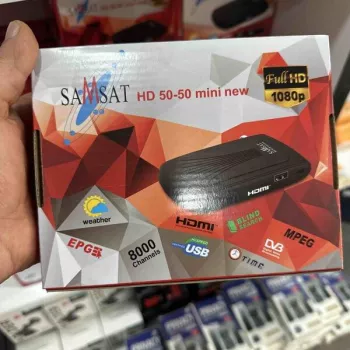 SAMSAT HD 50-50 mini new
Full HD
1080p
HDMI
weather
EPG
8000
Channels
HDMI
USB
BLIND
SEARCH
DVB
MPEG
TIME